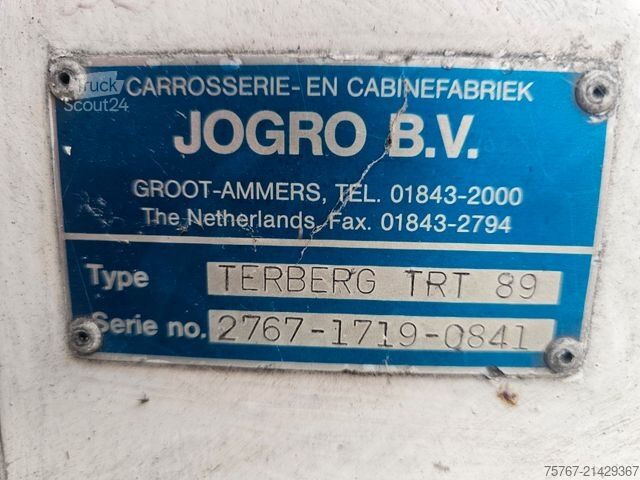 Truck
Scout24
CARROSSERIE- EN CABINEFABRIEK
JOGRO B.V.
GROOT-AMMERS, TEL. 01843-2000
The Netherlands, Fax. 01843-2794
Type TERBERG TRT 89
Serie no. 2767-1719-0841
75767-21429367